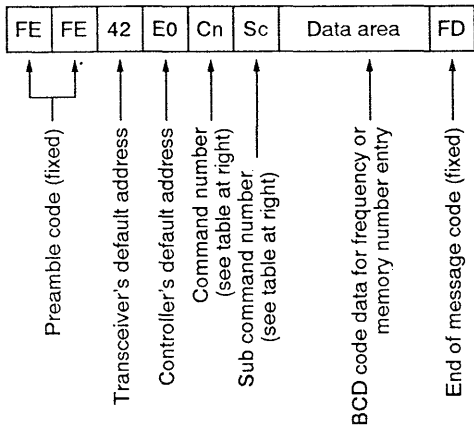 FE FE 42 E0 Cn Sc Data area FD
Preamble code (fixed)
Transceiver's default address
Controller's default address
Command number
(see table at right)
Sub command number
(see table at right)
BCD code data for frequency or
memory number entry
End of message code (fixed)